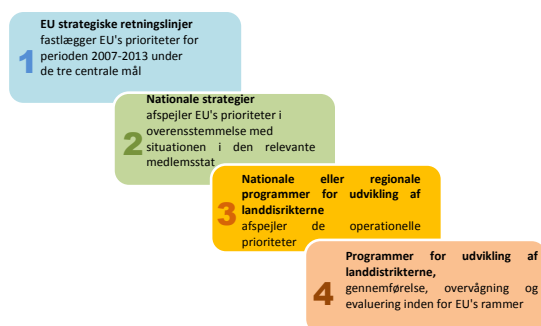 EU strategiske retningslinjer
fastlægger EU's prioriteter for
perioden 2007-2013 under
de tre centrale mål
1
Nationale strategier
afspejler EU's prioriteter i
overensstemmelse med
situationen i den relevante
medlemsstat
2
Nationale eller regionale
programmer for udvikling af
landdisrikterne
afspejler de operationelle
prioriteter
3
Programmer for udvikling af
landdistrikterne,
gennemførelse, overvågning og
evaluering inden for EU's rammer
4